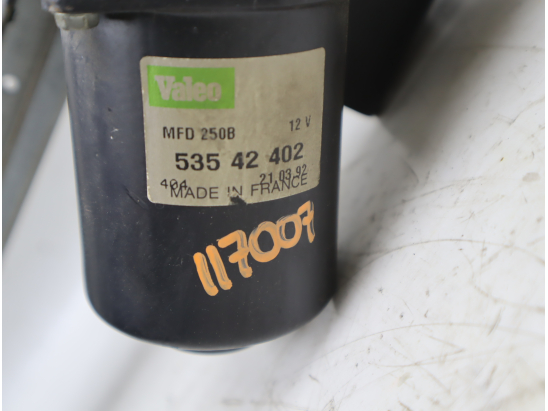 Valeo
MFD 250B 12 V
535 42 402
404 21.03.92
MADE IN FRANCE
117007